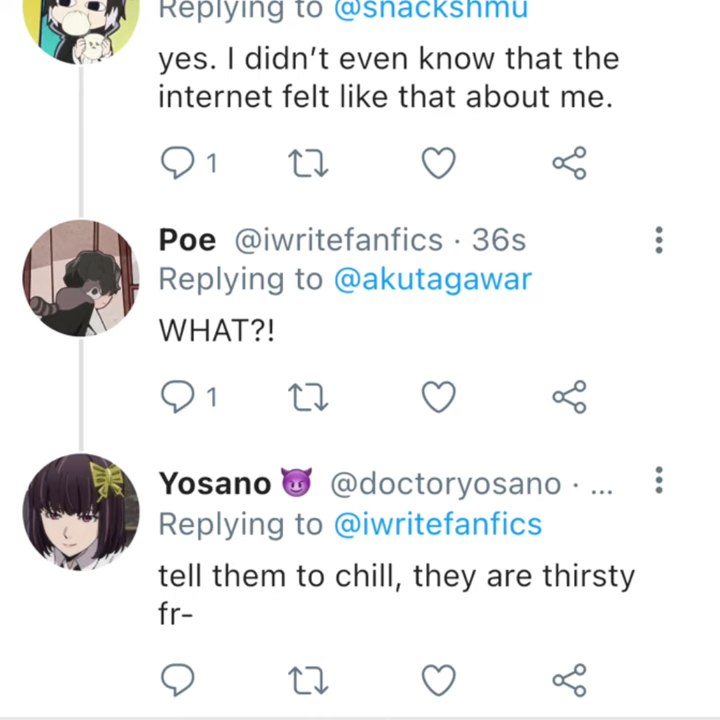 Replying to @snackshmu
yes. I didn’t even know that the
internet felt like that about me.
1
Poe @iwritefanfics · 36s
Replying to @akutagawar
WHAT?!
1
Yosano 😈 @doctoryosano · ...
Replying to @iwritefanfics
tell them to chill, they are thirsty
fr-